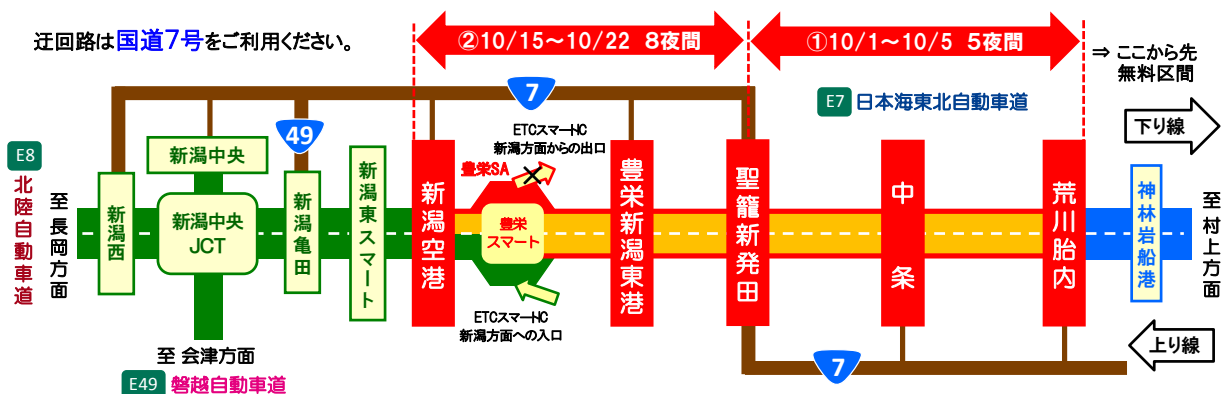 迂回路は国道7号をご利用ください。
②10/15～10/22 8夜間
①10/1～10/5 5夜間
⇒ ここから先
無料区間
7
E7 日本海東北自動車道
下り線
49
ETCスマートIC
新潟方面からの出口
E8
北陸自動車道
至 長岡方面
新潟西
新潟中央
新潟中央
JCT
新潟亀田
新潟東スマート
新潟空港
豊栄SA
豊栄
スマート
豊栄新潟東港
聖籠新発田
中条
荒川胎内
神林岩船港
至 村上方面
ETCスマートIC
新潟方面への入口
上り線
7
至 会津方面
E49 磐越自動車道